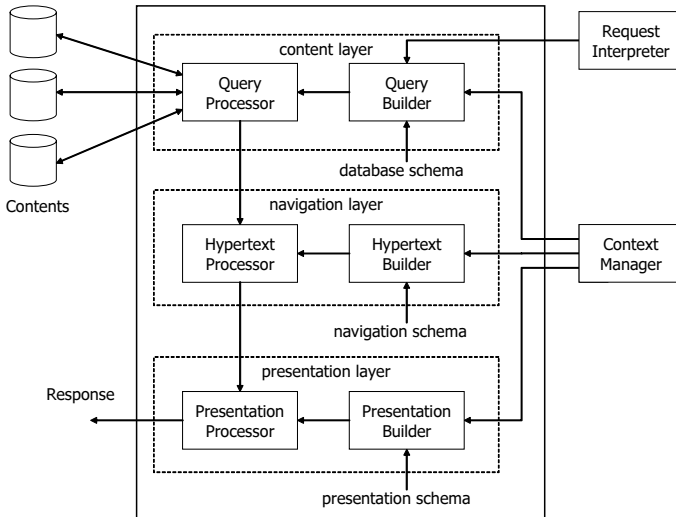 content layer
Request
Interpreter
Query
Processor
Query
Builder
database schema
Contents
navigation layer
Hypertext
Processor
Hypertext
Builder
Context
Manager
navigation schema
presentation layer
Response
Presentation
Processor
Presentation
Builder
presentation schema